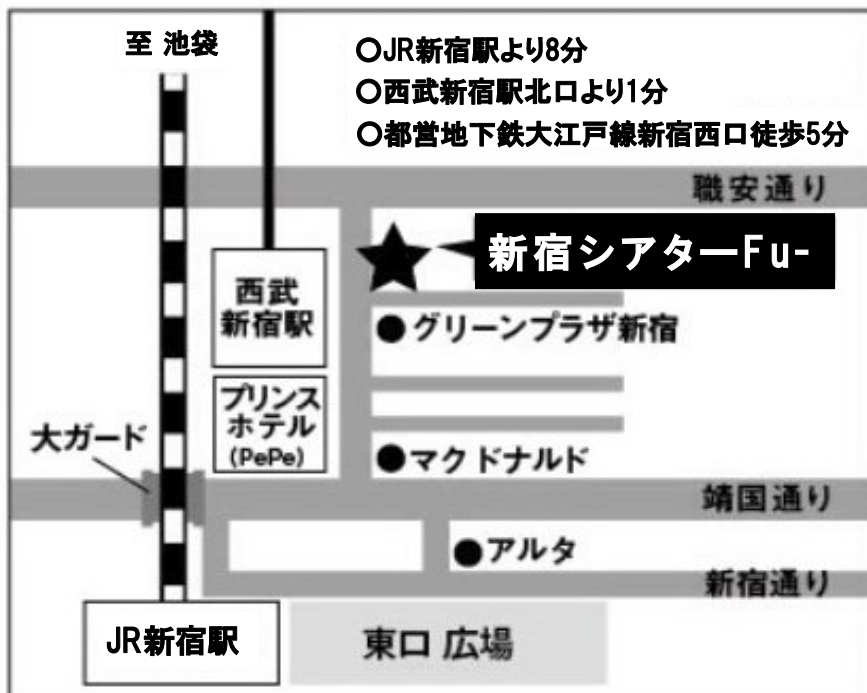 至 池袋
○JR新宿駅より8分
○西武新宿駅北口より1分
○都営地下鉄大江戸線新宿西口徒歩5分
職安通り
新宿シアターFu-
西武
新宿駅
●グリーンプラザ新宿
プリンス
ホテル
(PePe)
大ガード
●マクドナルド
靖国通り
●アルタ
新宿通り
JR新宿駅
東口 広場